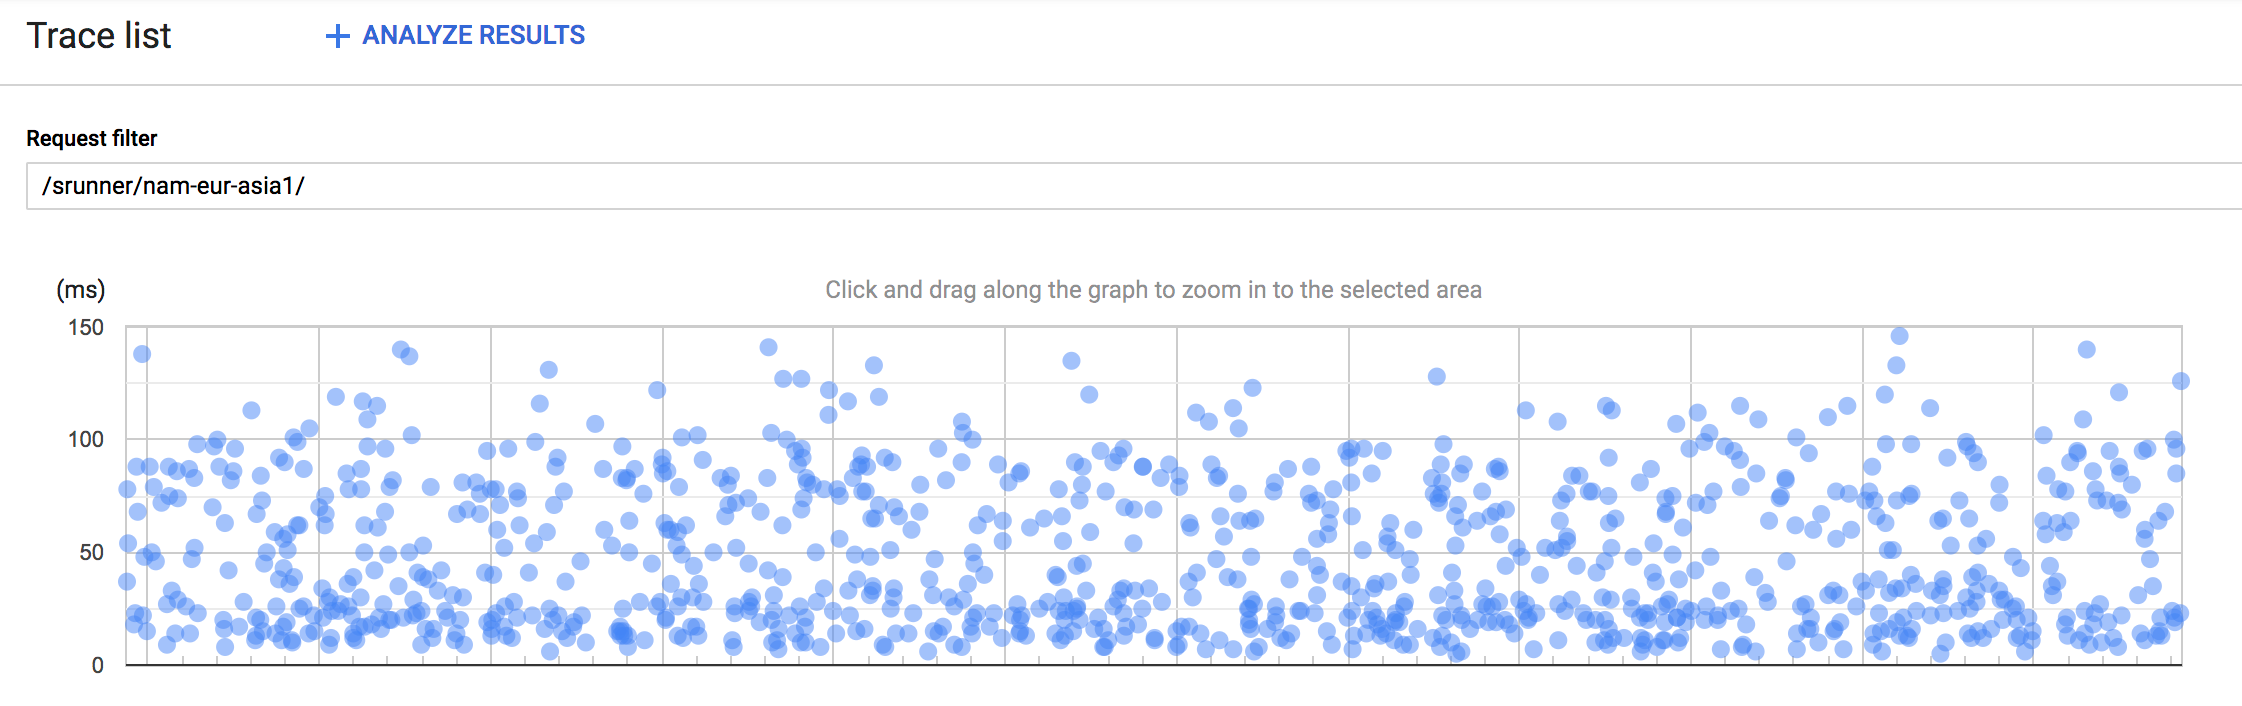 Trace list
+ ANALYZE RESULTS
Request filter
/srunner/nam-eur-asia1/
(ms)
Click and drag along the graph to zoom in to the selected area
150
100
50
0